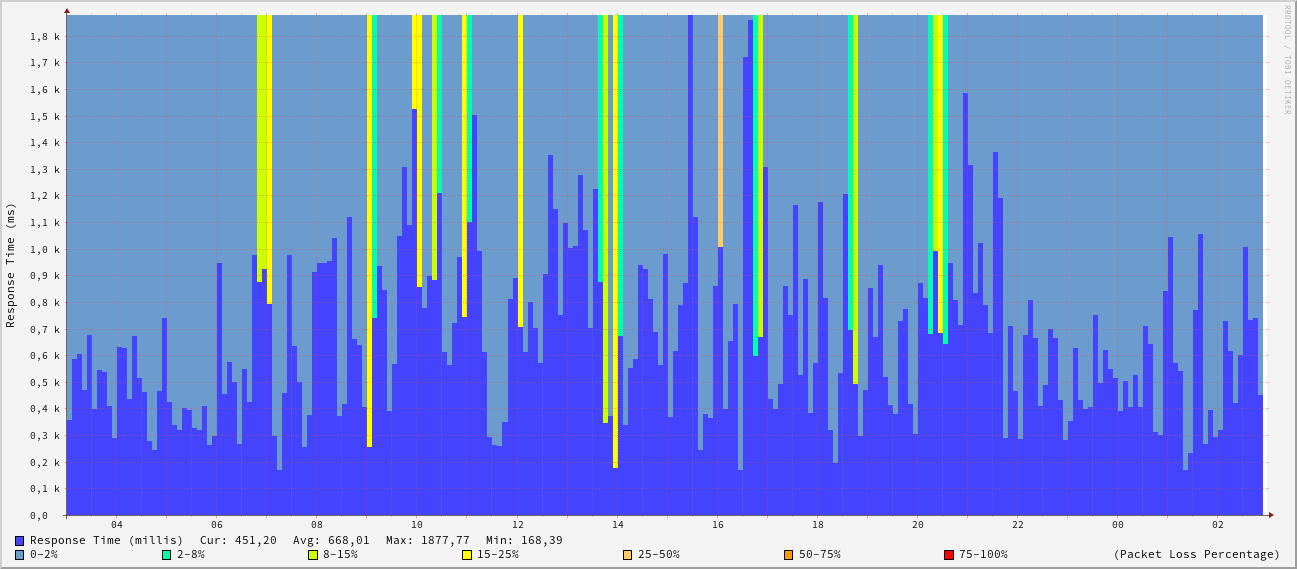 RRDTOOL / TOBI OETIKER
Response Time (ms)
1,8 k
1,7 k
1,6 k
1,5 k
1,4 k
1,3 k
1,2 k
1,1 k
1,0 k
0,9 k
0,8 k
0,7 k
0,6 k
0,5 k
0,4 k
0,3 k
0,2 k
0,1 k
0,0
04 06 08 10 12 14 16 18 20 22 00 02
Response Time (millis) Cur: 451,20 Avg: 668,01 Max: 1877,77 Min: 168,39
0-2% 2-8% 8-15% 15-25% 25-50% 50-75% 75-100% (Packet Loss Percentage)